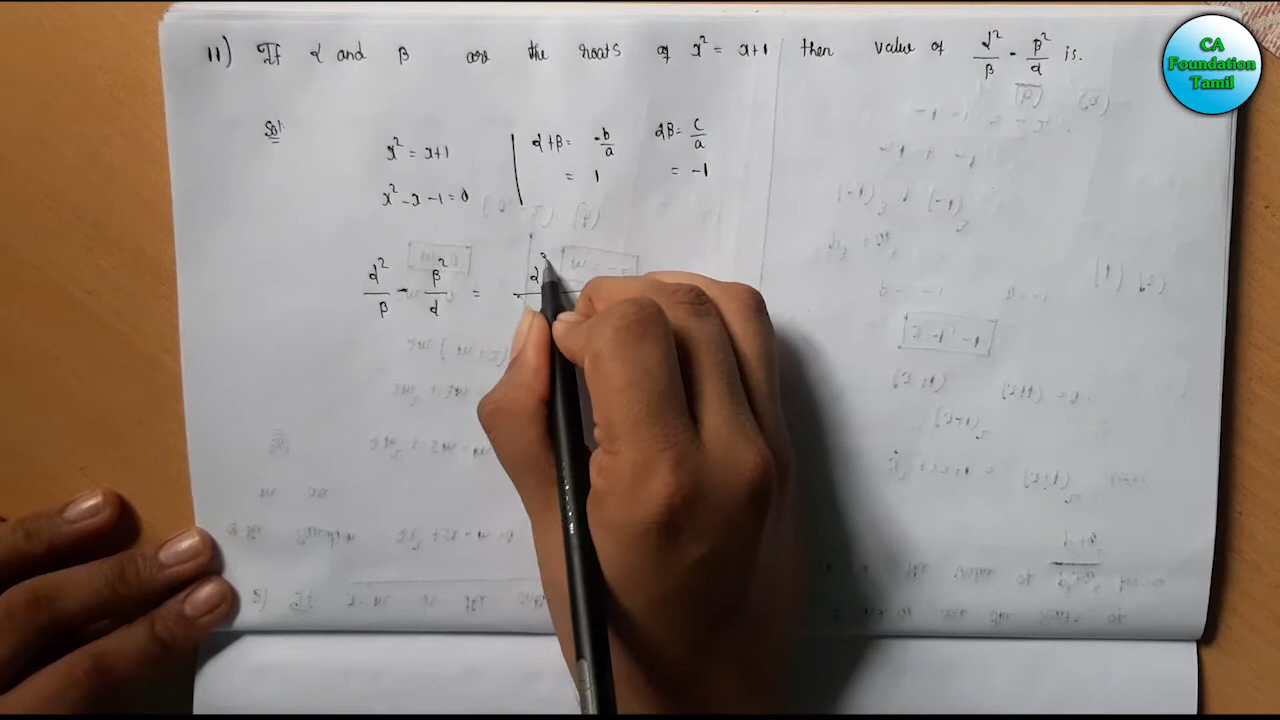 11) If α and β are the roots of x² = x+1 then value of α²/β - β²/α is.
CA Foundation Tamil
Sol:
x² = x+1
x² - x - 1 = 0
α+β = -b/a
= 1
αβ = c/a
= -1
α²/β - β²/α = α³